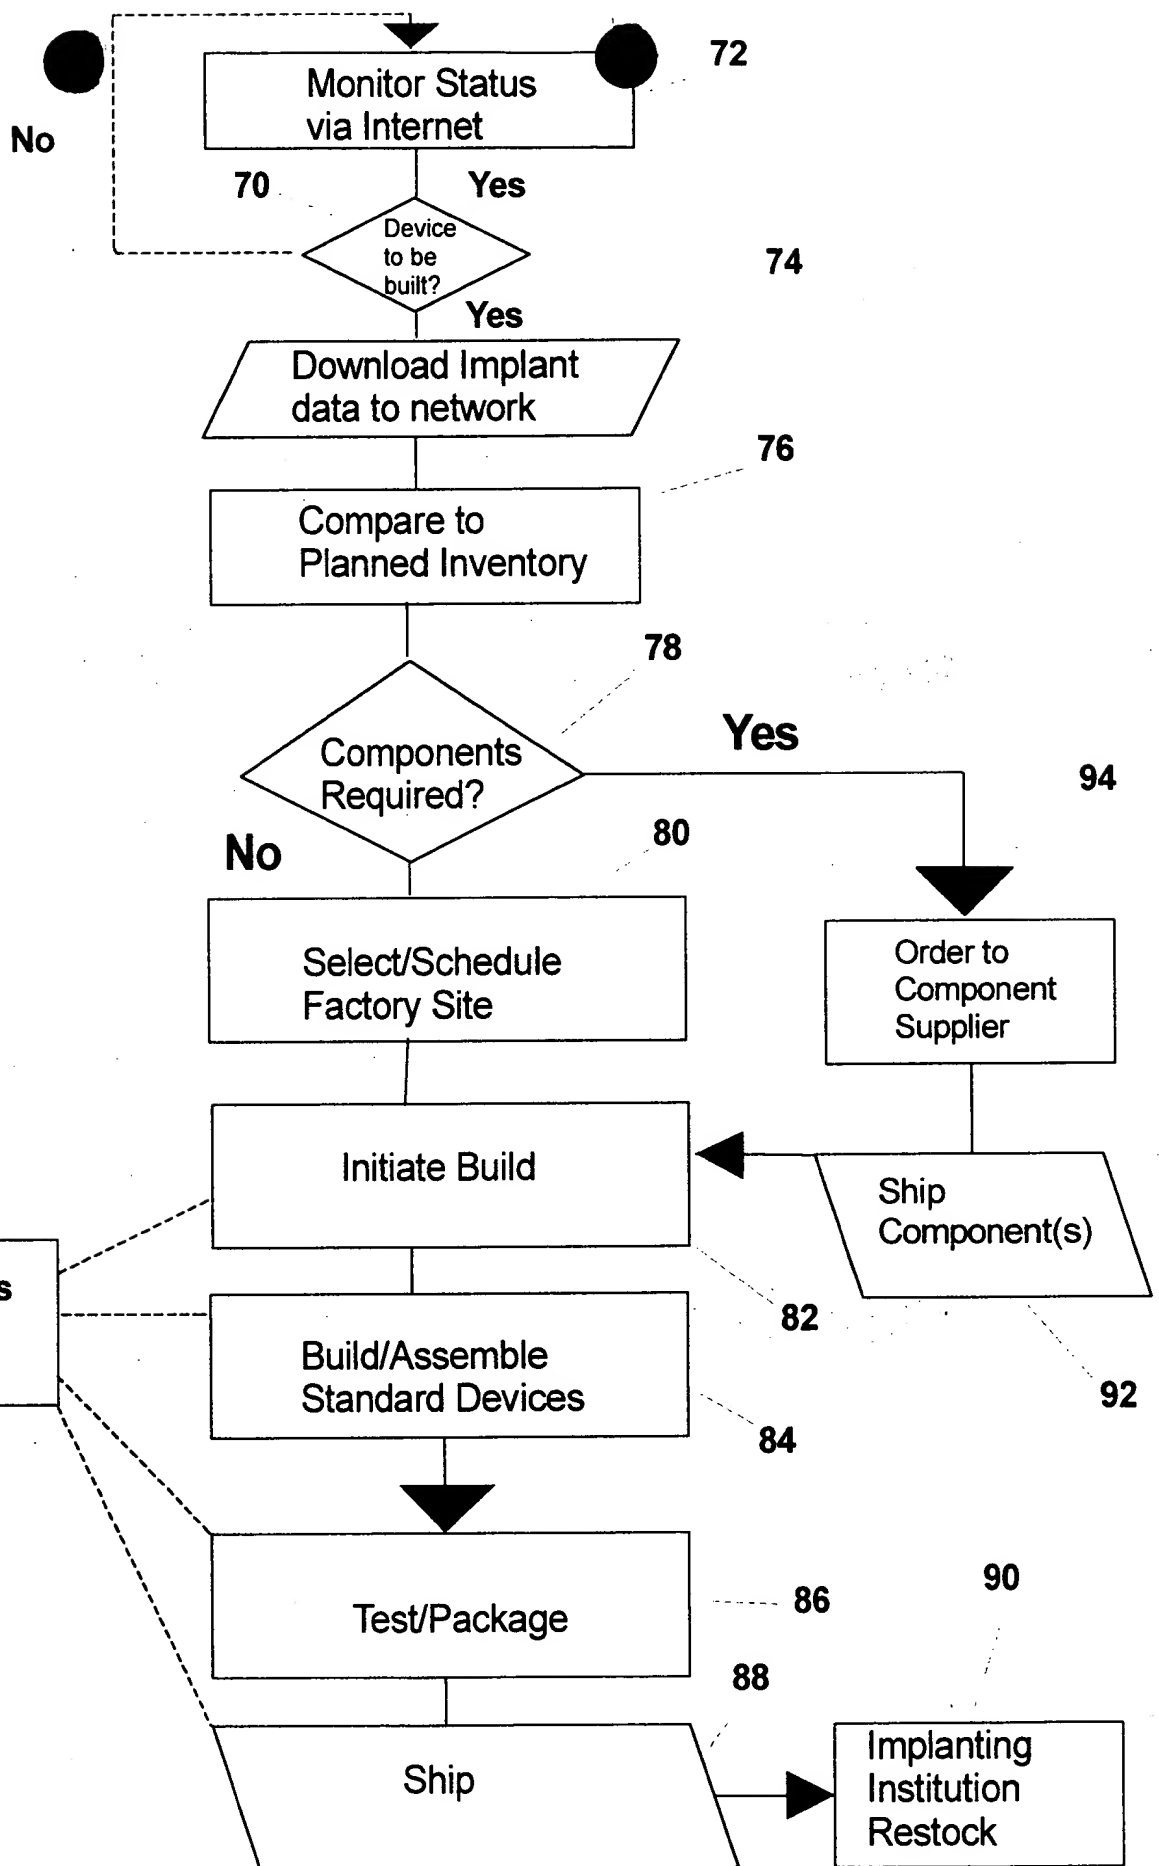 72
Monitor Status
via Internet
No
70
Yes
Device
to be
built?
74
Yes
Download Implant
data to network
76
Compare to
Planned Inventory
78
Components
Required?
Yes
94
No
80
Select/Schedule
Factory Site
Order to
Component
Supplier
Initiate Build
Ship
Component(s)
s
82
Build/Assemble
Standard Devices
92
84
Test/Package
86
90
88
Ship
Implanting
Institution
Restock